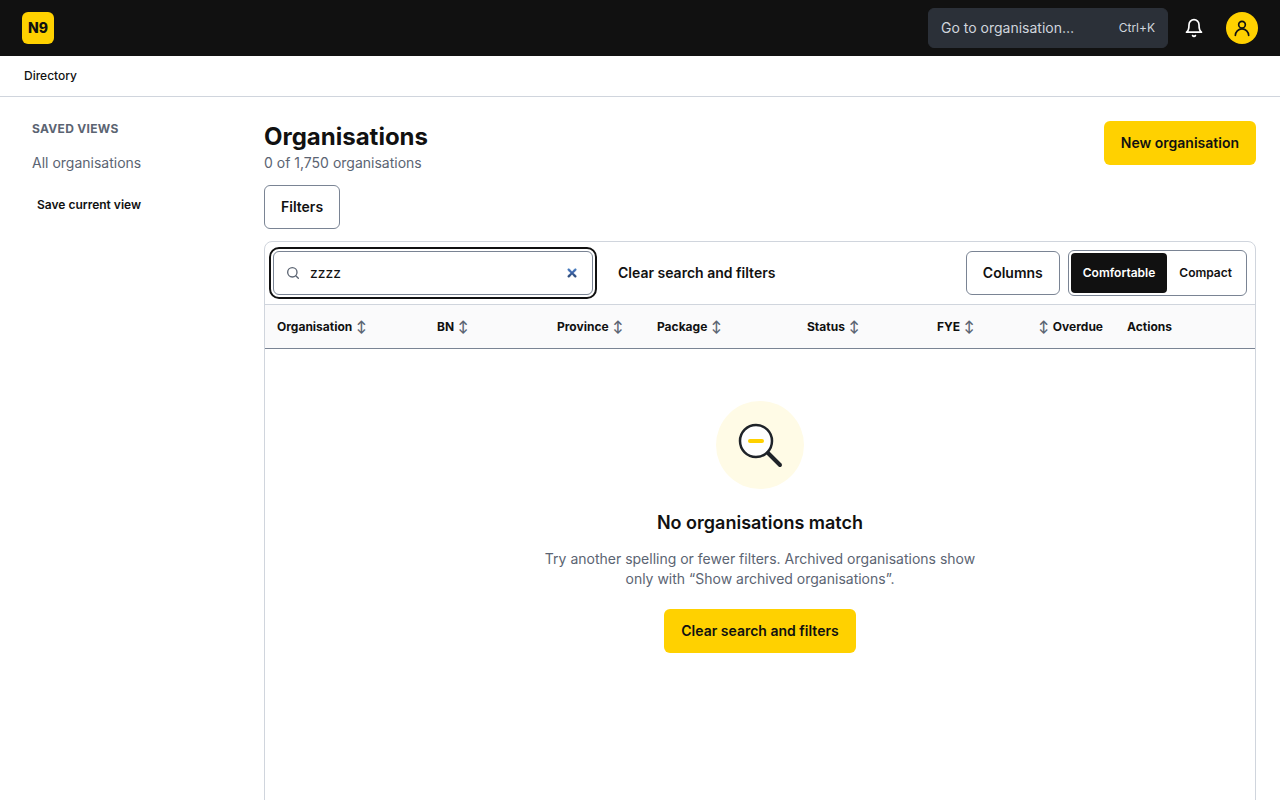 N9
Go to organisation... Ctrl+K
Directory
SAVED VIEWS
All organisations
Save current view
Organisations
0 of 1,750 organisations
New organisation
Filters
zzzz
Clear search and filters
Columns
Comfortable
Compact
Organisation BN Province Package Status FYE Overdue Actions
No organisations match
Try another spelling or fewer filters. Archived organisations show
only with “Show archived organisations”.
Clear search and filters